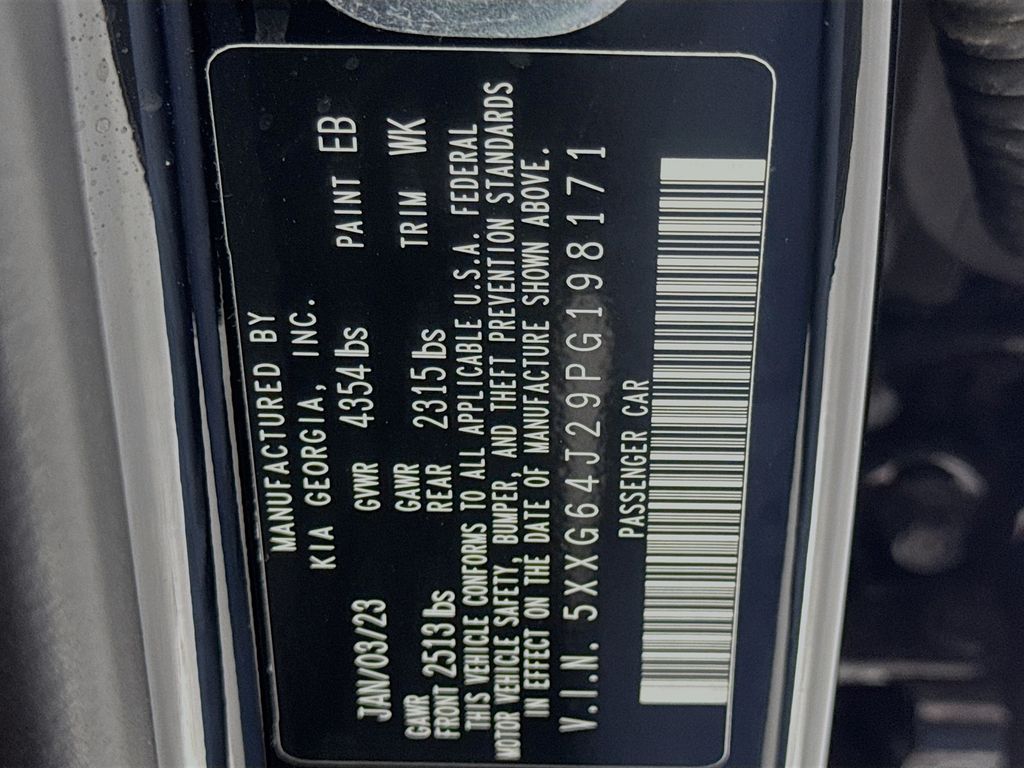 MANUFACTURED BY
KIA GEORGIA, INC.
JAN/03/23 GVWR 4354lbs PAINT EB
GAWR FRONT 2513lbs GAWR REAR 2315lbs TRIM WK
THIS VEHICLE CONFORMS TO ALL APPLICABLE U.S.A. FEDERAL
MOTOR VEHICLE SAFETY, BUMPER, AND THEFT PREVENTION STANDARDS
IN EFFECT ON THE DATE OF MANUFACTURE SHOWN ABOVE.
V.I.N. 5XXG64J29PG198171
PASSENGER CAR